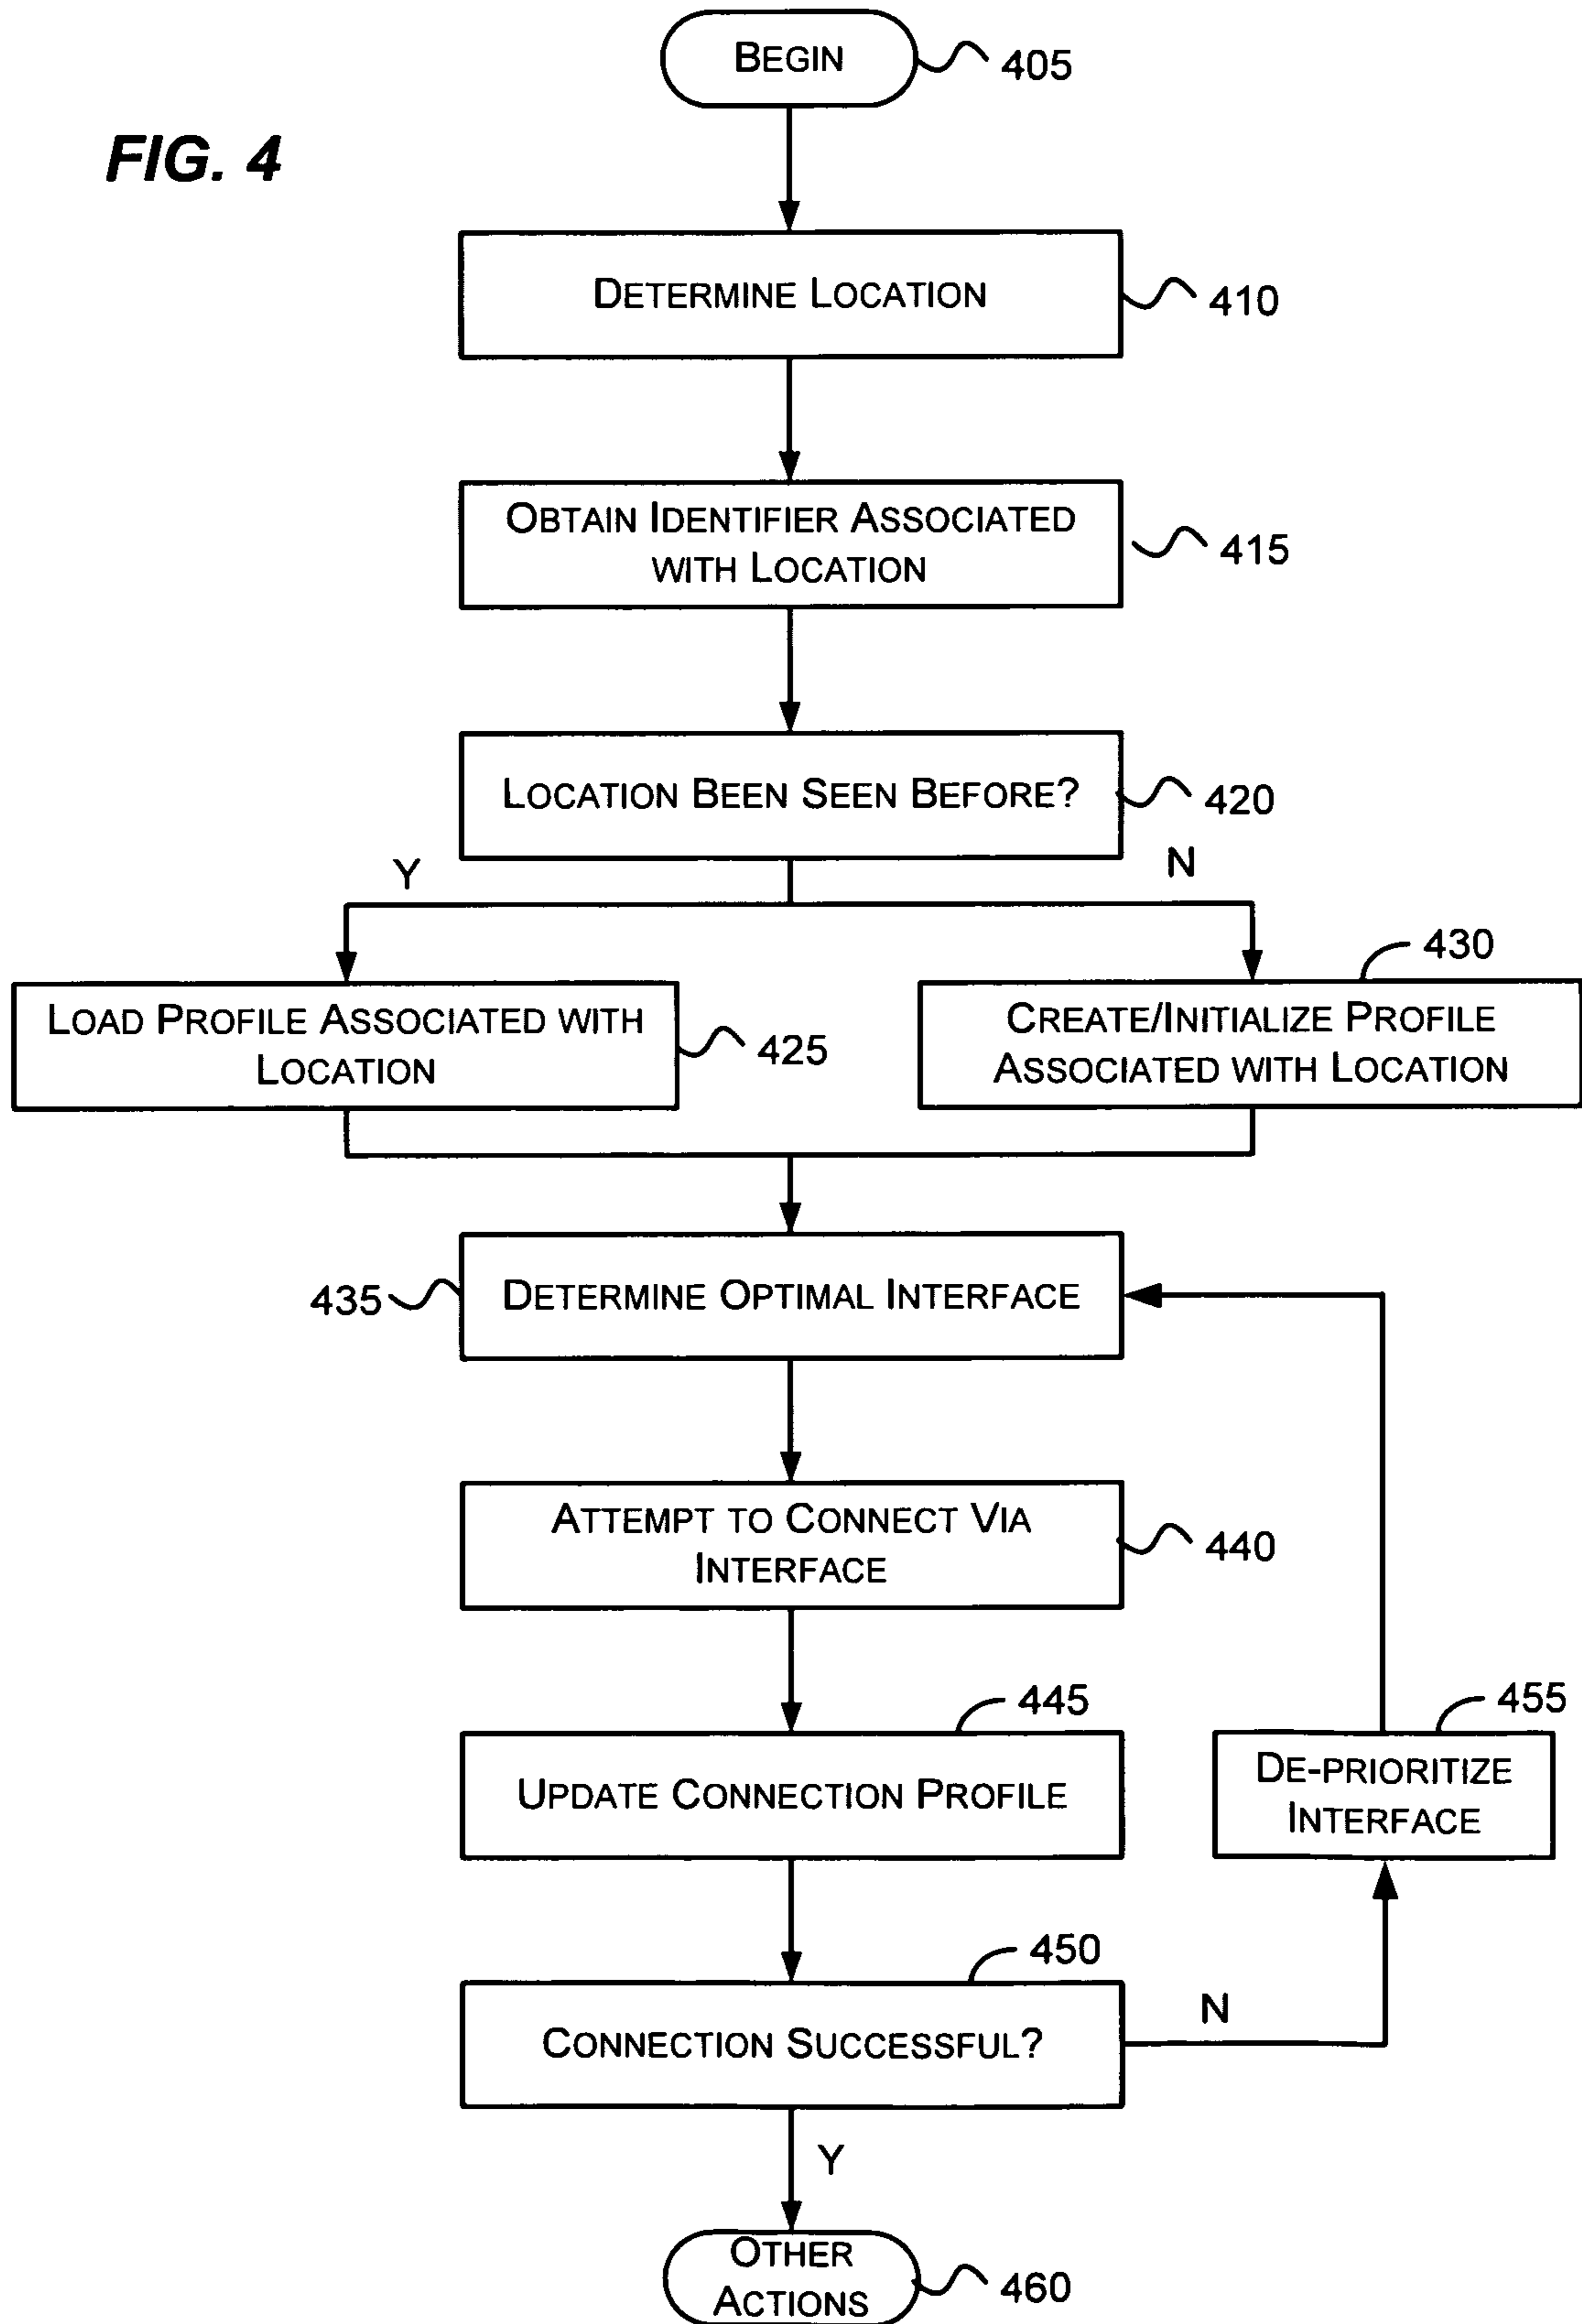 BEGIN
405
FIG. 4
DETERMINE LOCATION
410
OBTAIN IDENTIFIER ASSOCIATED
WITH LOCATION
415
LOCATION BEEN SEEN BEFORE?
420
Y
N
430
LOAD PROFILE ASSOCIATED WITH
LOCATION
425
CREATE/INITIALIZE PROFILE
ASSOCIATED WITH LOCATION
435
DETERMINE OPTIMAL INTERFACE
ATTEMPT TO CONNECT VIA
INTERFACE
440
445
455
UPDATE CONNECTION PROFILE
DE-PRIORITIZE
INTERFACE
450
CONNECTION SUCCESSFUL?
N
Y
OTHER
ACTIONS
460